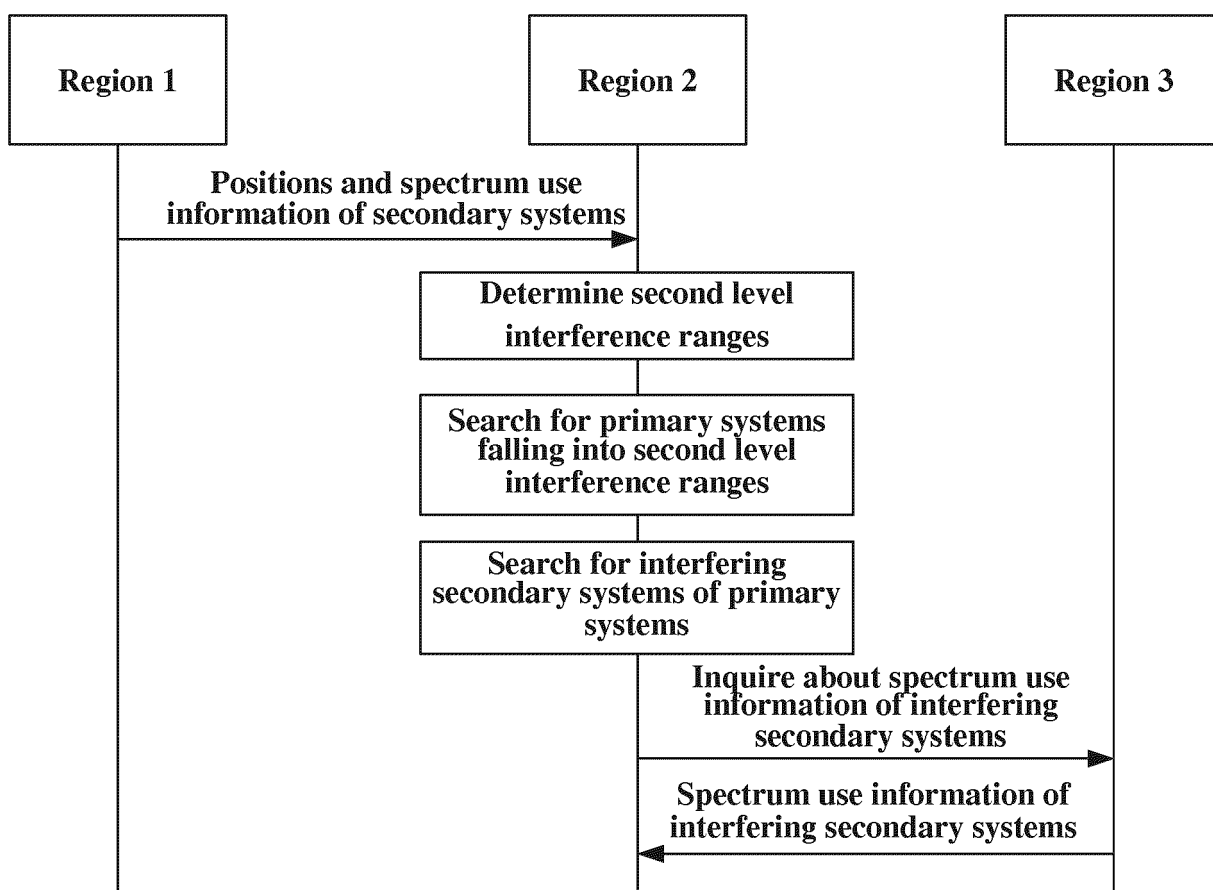 Region 1
Region 2
Region 3
Positions and spectrum use
information of secondary systems
Determine second level
interference ranges
Search for primary systems
falling into second level
interference ranges
Search for interfering
secondary systems of primary
systems
Inquire about spectrum use
information of interfering
secondary systems
Spectrum use information of
interfering secondary systems